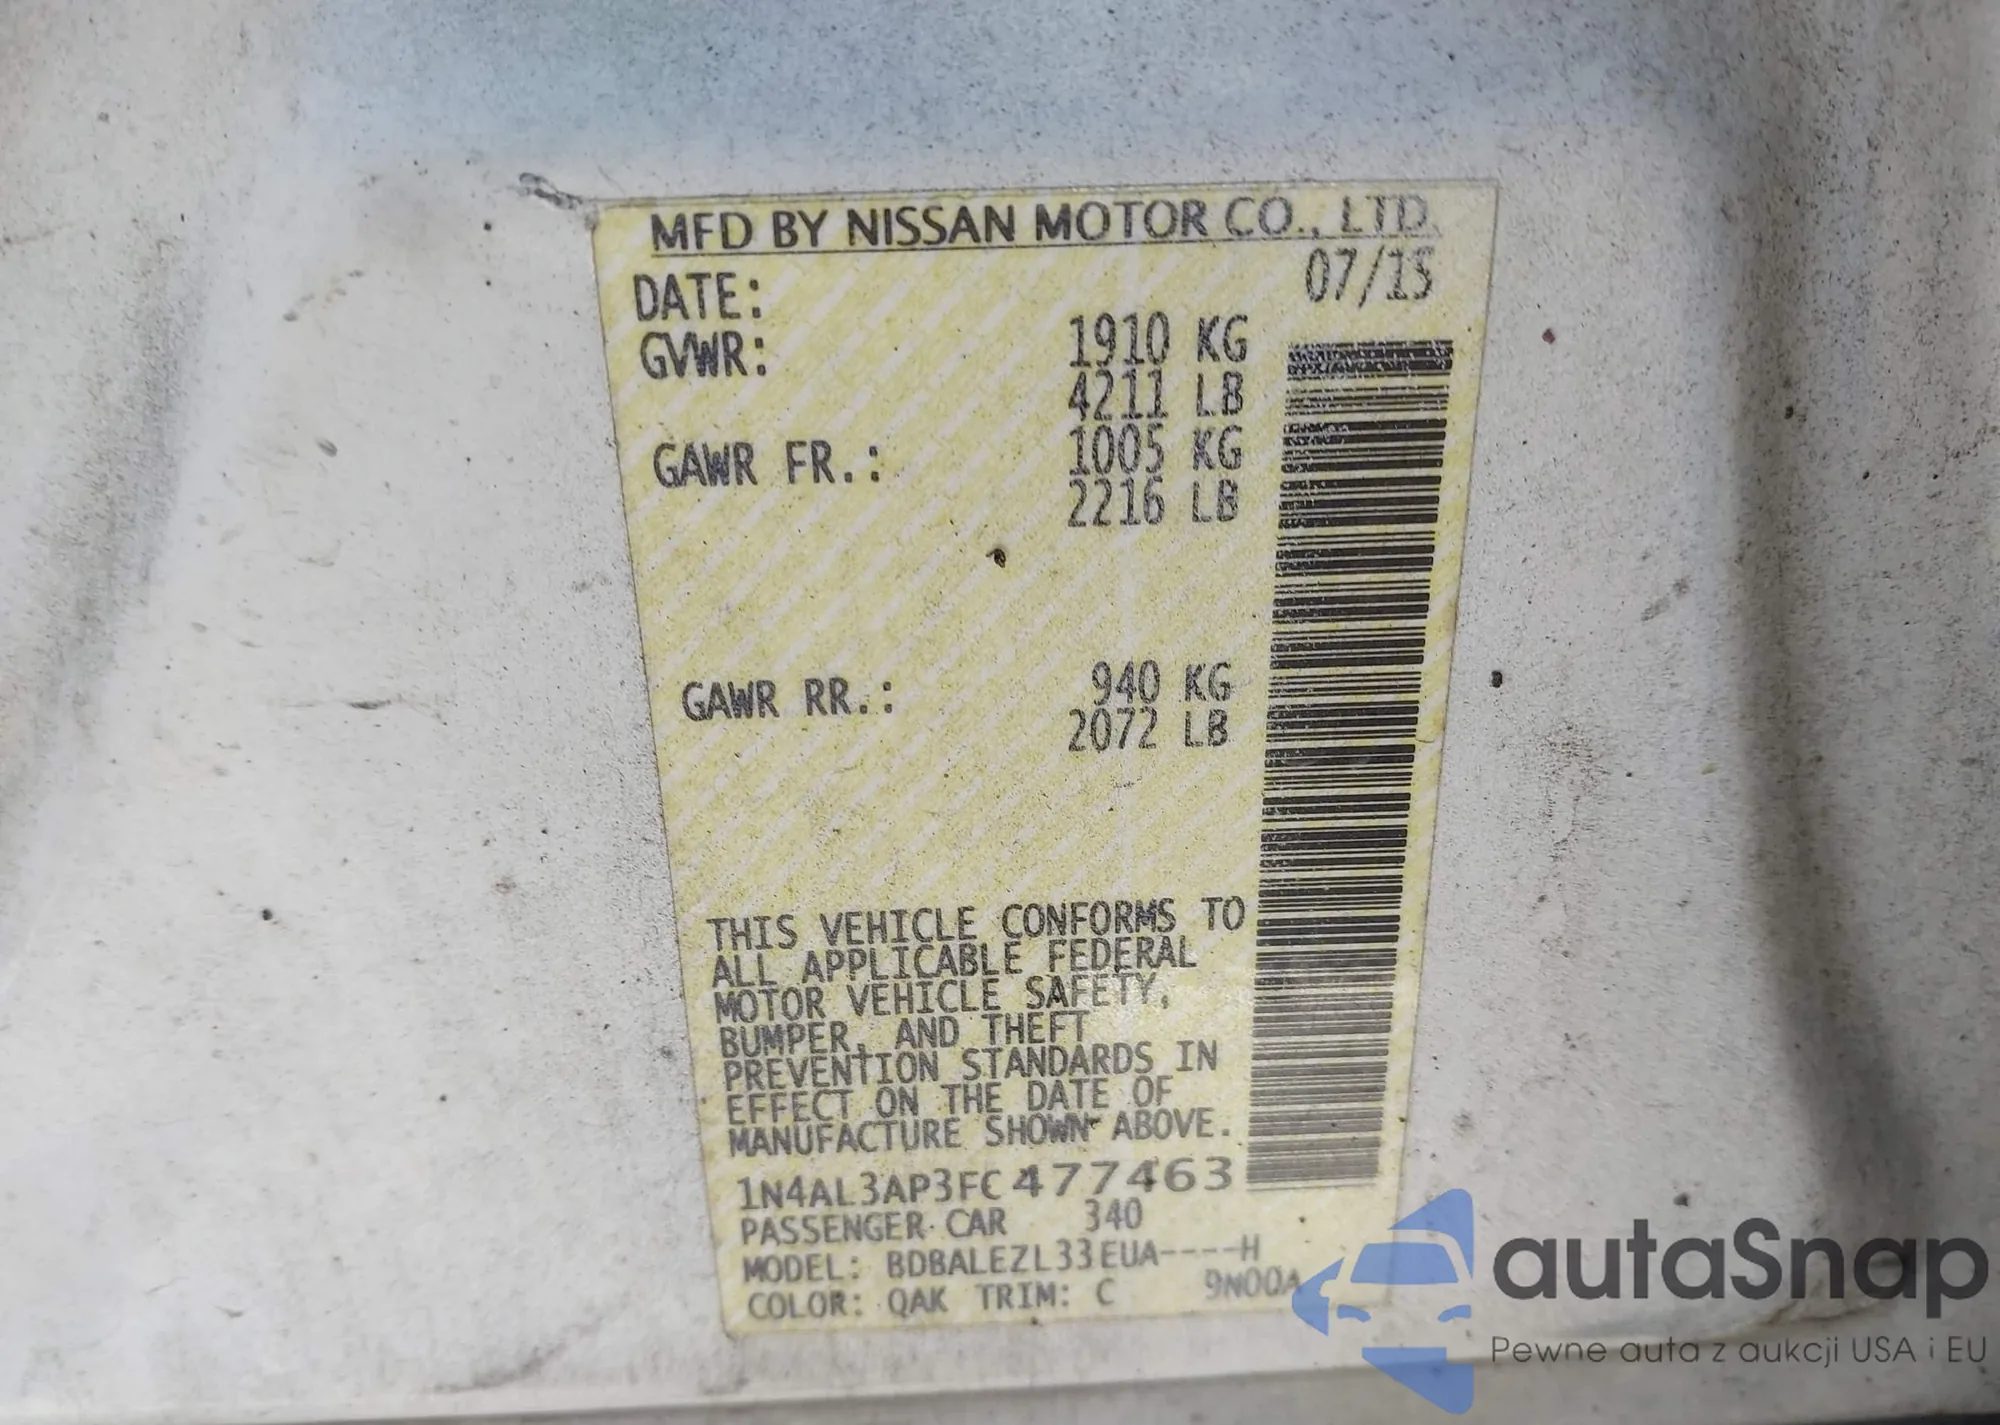 MFD BY NISSAN MOTOR CO., LTD.
DATE: 07/15
GVWR: 1910 KG
4211 LB
GAWR FR.: 1005 KG
2216 LB
GAWR RR.: 940 KG
2072 LB
THIS VEHICLE CONFORMS TO
ALL APPLICABLE FEDERAL
MOTOR VEHICLE SAFETY,
BUMPER, AND THEFT
PREVENTION STANDARDS IN
EFFECT ON THE DATE OF
MANUFACTURE SHOWN ABOVE.
1N4AL3AP3FC477463
PASSENGER CAR 340
MODEL: BDBALEZL33EUA----H
COLOR: QAK TRIM: C 9N00A
autoSnap
Pewne auta z aukcji USA i EU